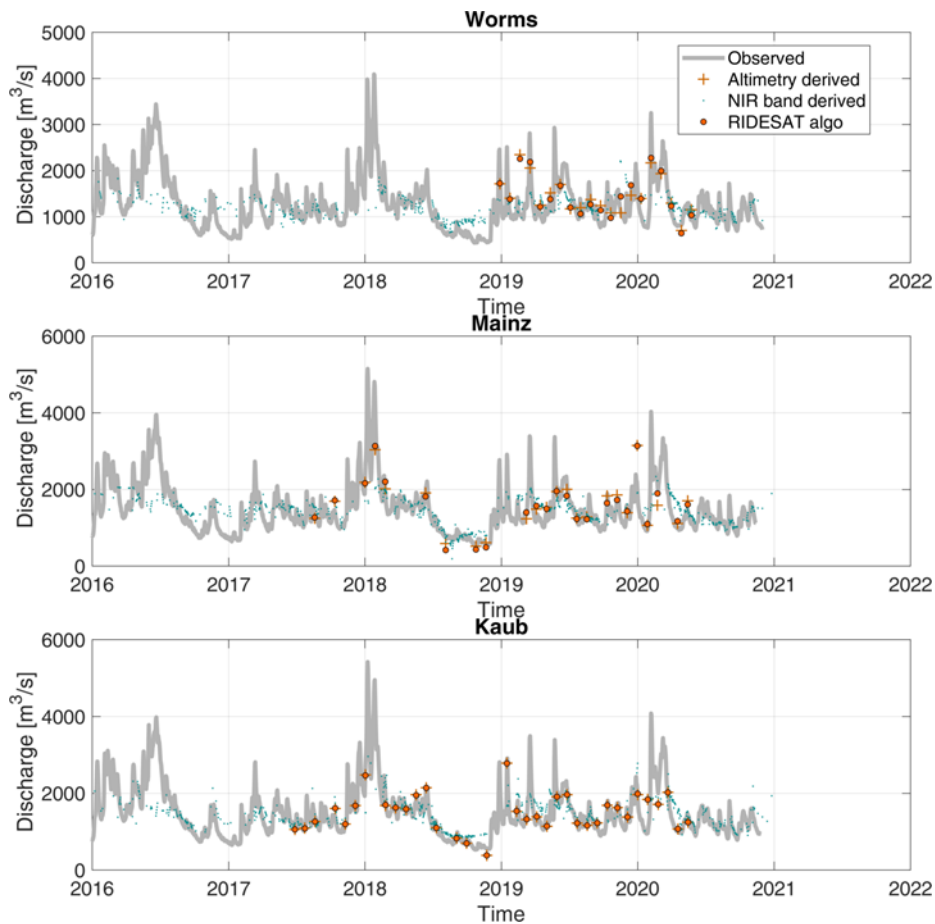 Worms
5000
4000
3000
2000
1000
0
Discharge [m³/s]
Observed
Altimetry derived
NIR band derived
RIDESAT algo
2016 2017 2018 2019 2020 2021 2022
Time
Mainz
6000
4000
2000
0
Discharge [m³/s]
2016 2017 2018 2019 2020 2021 2022
Time
Kaub
6000
4000
2000
0
Discharge [m³/s]
2016 2017 2018 2019 2020 2021 2022
Time